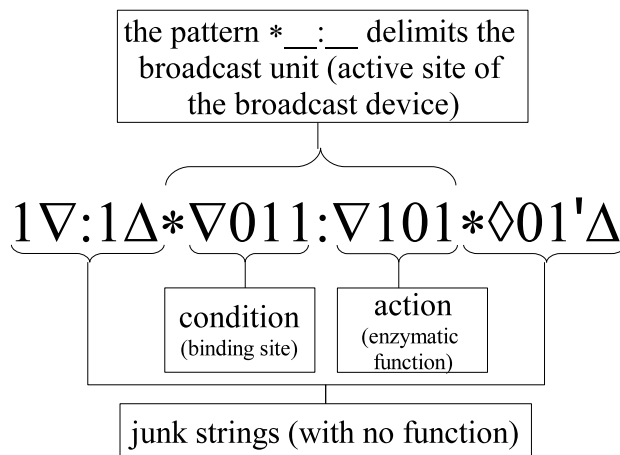 the pattern *__:__ delimits the
broadcast unit (active site of
the broadcast device)
1∇:1Δ*∇011:∇101*◊01'Δ
condition
(binding site)
action
(enzymatic
function)
junk strings (with no function)